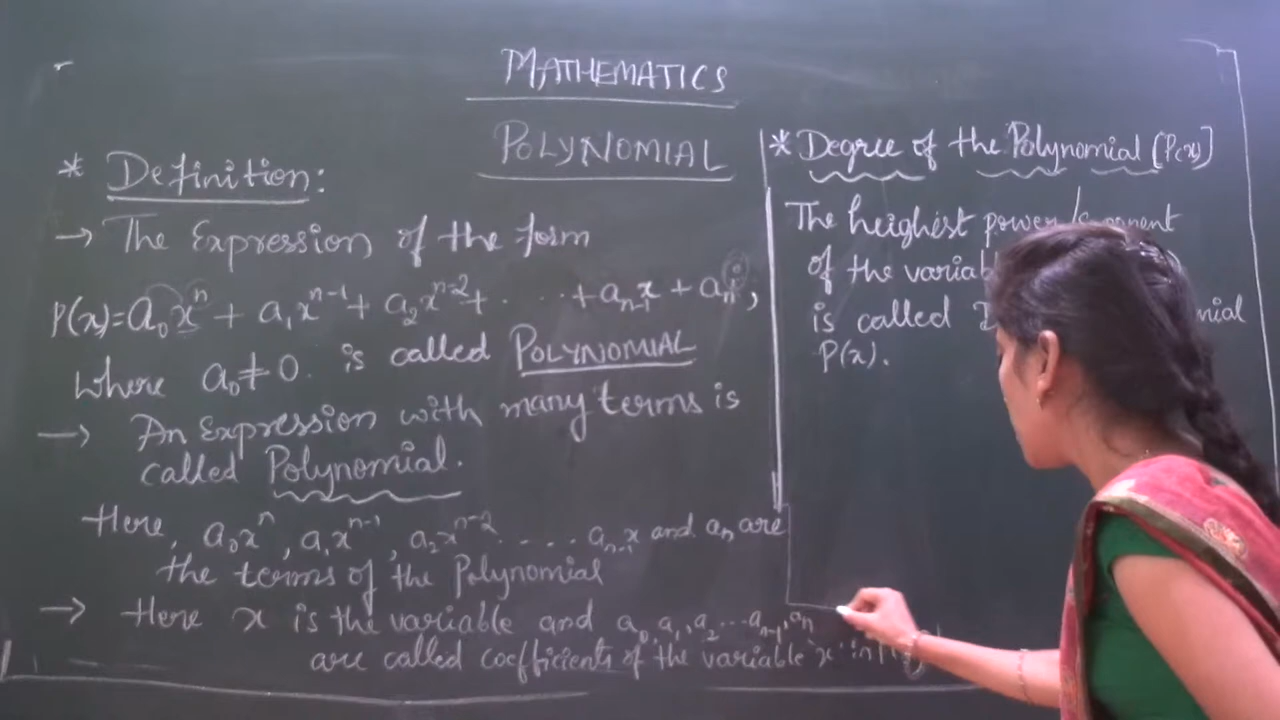 MATHEMATICS
POLYNOMIAL
* Definition:
→ The Expression of the form
P(x)=a₀xⁿ + a₁xⁿ⁻¹ + a₂xⁿ⁻² + . ... + aₙ₋₁x + aₙ,
where a₀≠0. is called POLYNOMIAL
→ An Expression with many terms is
called Polynomial.
Here, a₀xⁿ, a₁xⁿ⁻¹, a₂xⁿ⁻² . .... aₙ₋₁x and aₙ are
the terms of the Polynomial
→ Here x is the variable and a₀, a₁, a₂ ... aₙ₋₁, aₙ
are called coefficients of the variable 'x' in
* Degree of the Polynomial [P(x)]
The heighest power/
of the
is called
P(x).